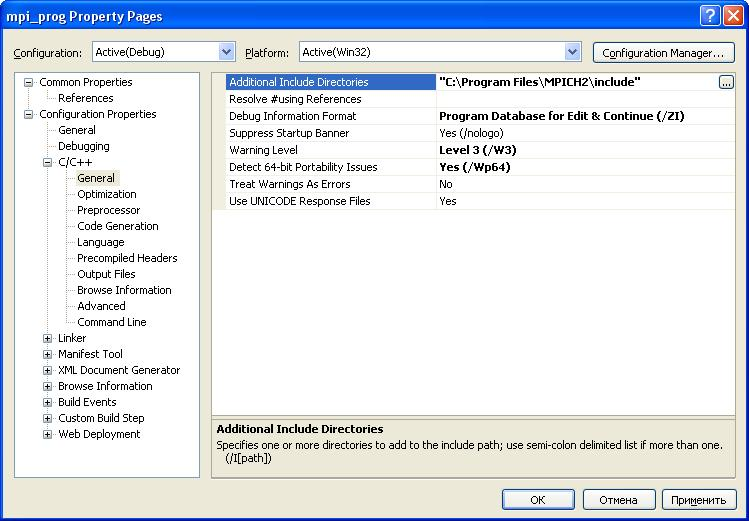 mpi_prog Property Pages
Configuration: Active(Debug) Platform: Active(Win32) Configuration Manager...
Common Properties
References
Configuration Properties
General
Debugging
C/C++
General
Optimization
Preprocessor
Code Generation
Language
Precompiled Headers
Output Files
Browse Information
Advanced
Command Line
Linker
Manifest Tool
XML Document Generator
Browse Information
Build Events
Custom Build Step
Web Deployment
Additional Include Directories "C:\Program Files\MPICH2\include" ...
Resolve #using References
Debug Information Format Program Database for Edit & Continue (/ZI)
Suppress Startup Banner Yes (/nologo)
Warning Level Level 3 (/W3)
Detect 64-bit Portability Issues Yes (/Wp64)
Treat Warnings As Errors No
Use UNICODE Response Files Yes
Additional Include Directories
Specifies one or more directories to add to the include path; use semi-colon delimited list if more than one.
(/I[path])
OK Отмена Применить